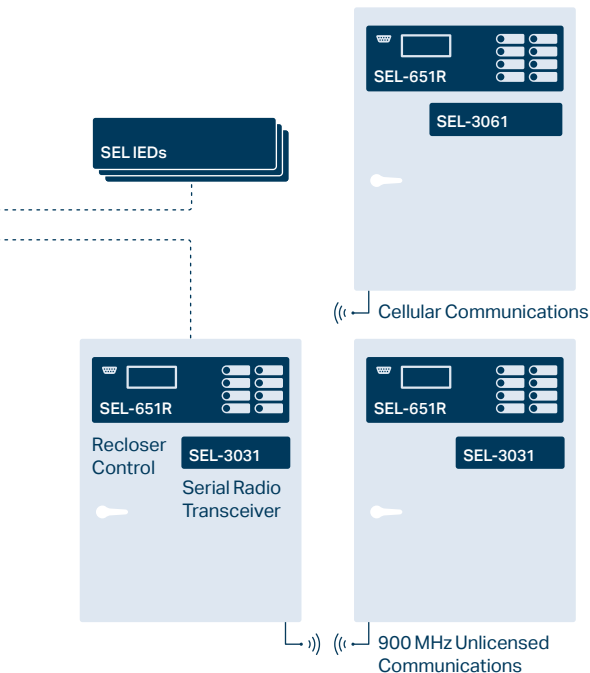 SEL-651R
SEL-3061
SEL IEDs
Cellular Communications
SEL-651R
Recloser
Control
SEL-3031
Serial Radio
Transceiver
SEL-651R
SEL-3031
900 MHz Unlicensed
Communications